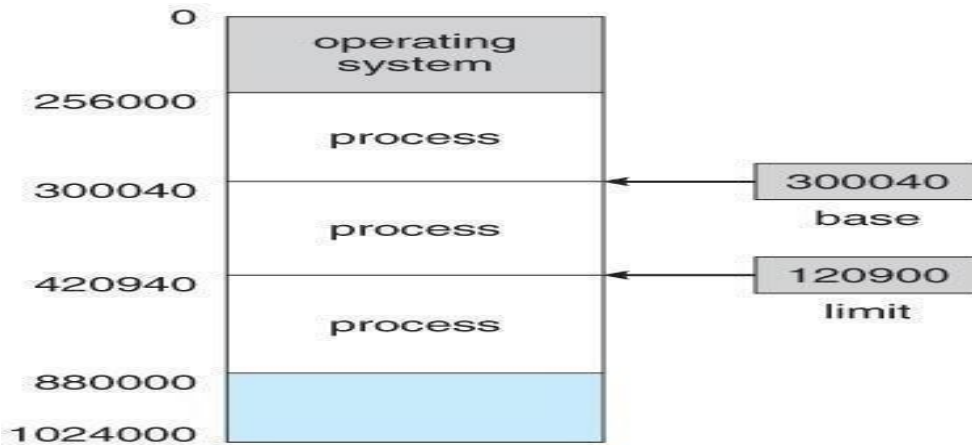 0
operating
system
256000
process
300040
300040
base
process
420940
120900
limit
process
880000
1024000